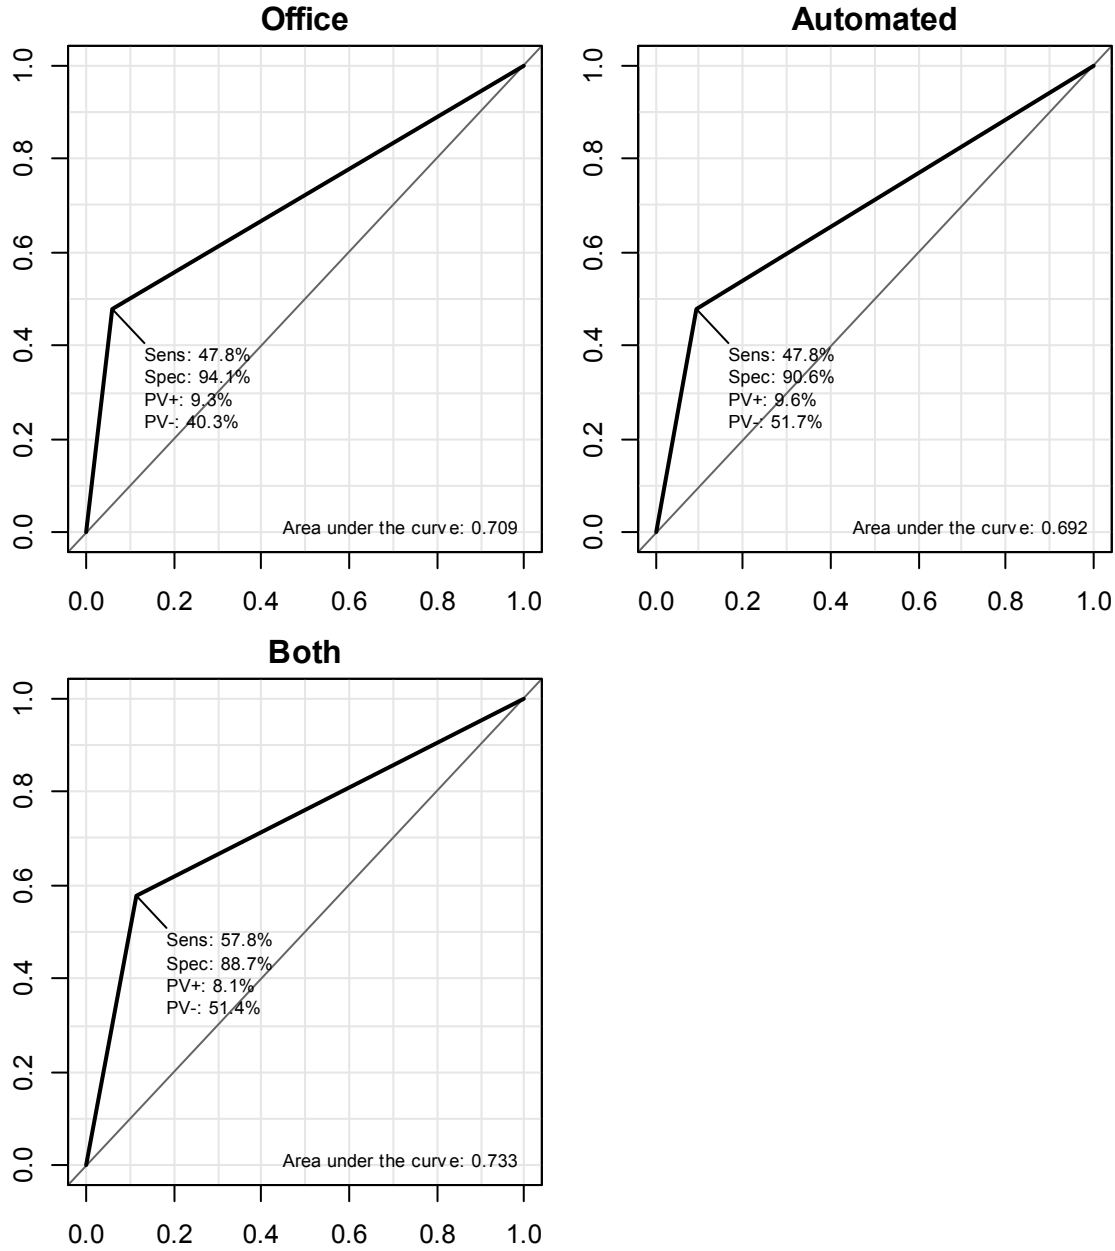 Office
1.0
0.8
0.6
0.4
0.2
0.0
Sens: 47.8%
Spec: 94.1%
PV+: 9.3%
PV-: 40.3%
Area under the curve: 0.709
0.0 0.2 0.4 0.6 0.8 1.0
Automated
1.0
0.8
0.6
0.4
0.2
0.0
Sens: 47.8%
Spec: 90.6%
PV+: 9.6%
PV-: 51.7%
Area under the curve: 0.692
0.0 0.2 0.4 0.6 0.8 1.0
Both
1.0
0.8
0.6
0.4
0.2
0.0
Sens: 57.8%
Spec: 88.7%
PV+: 8.1%
PV-: 51.4%
Area under the curve: 0.733
0.0 0.2 0.4 0.6 0.8 1.0